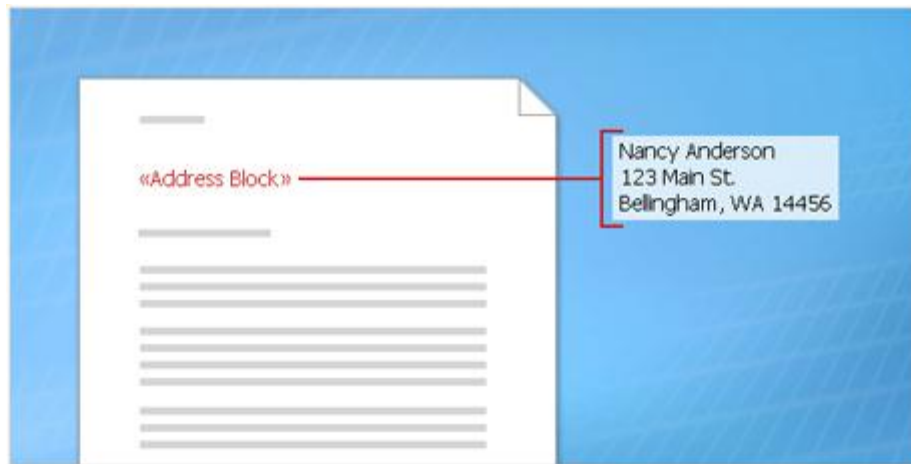 «Address Block»
Nancy Anderson
123 Main St.
Bellingham, WA 14456